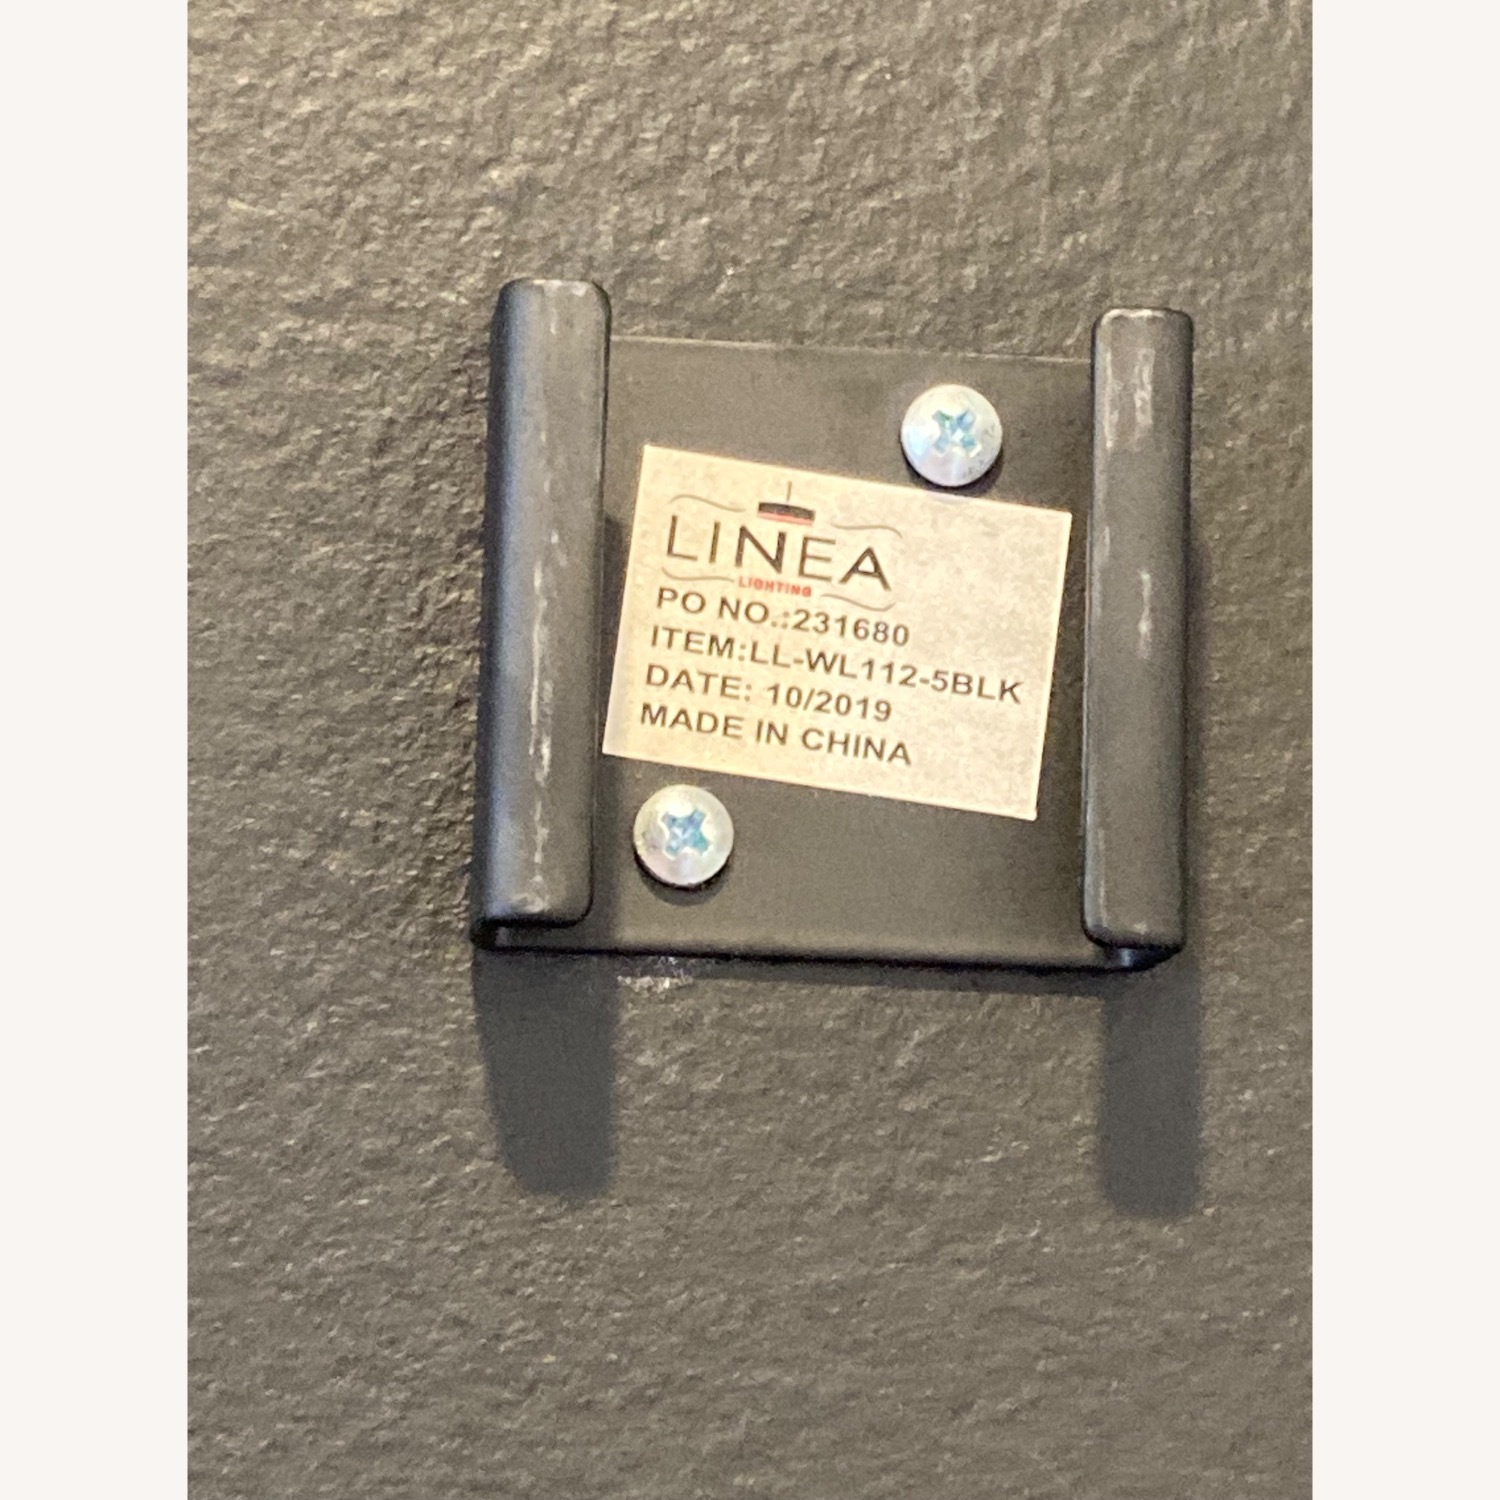 LINEA
LIGHTING
PO NO.:231680
ITEM:LL-WL112-5BLK
DATE: 10/2019
MADE IN CHINA